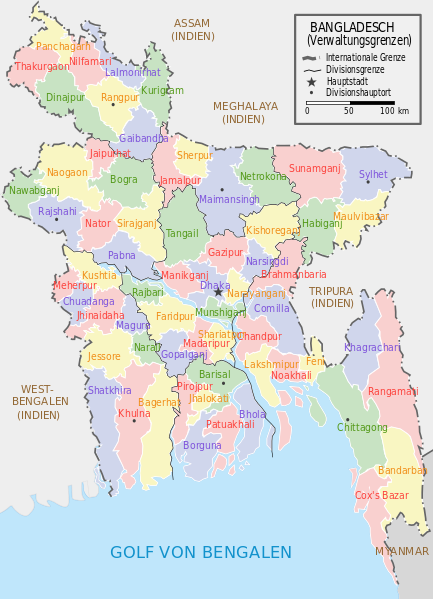 ASSAM
(INDIEN)
BANGLADESCH
(Verwaltungsgrenzen)
Internationale Grenze
Divisionsgrenze
Hauptstadt
Divisionshauptort
0 50 100 km
Panchagarh
Thakurgaon
Nilfamari
Lalmonirhat
Dinajpur
Rangpur
Kurigram
MEGHALAYA
(INDIEN)
Gaibandha
Jaipurhat
Sherpur
Naogaon
Bogra
Jamalpur
Netrokona
Sunamganj
Sylhet
Nawabganj
Maimansingh
Rajshahi
Nator
Sirajganj
Tangail
Kishoreganj
Habiganj
Maulvibazar
Pabna
Gazipur
Narsingdi
Kushtia
Manikganj
Brahmanbaria
Meherpur
Rajbari
Dhaka
Narayanganj
TRIPURA
(INDIEN)
Chuadanga
Jhinaidaha
Faridpur
Munshiganj
Comilla
Magura
Shariatpur
Chandpur
Narail
Madaripur
Khagrachari
Jessore
Gopalganj
Lakshmipur
Feni
WEST-
BENGALEN
(INDIEN)
Shatkhira
Barisal
Noakhali
Rangamati
Pirojpur
Jhalokati
Khulna
Bagerhat
Bhola
Patuakhali
Chittagong
Borguna
Bandarban
Cox's Bazar
GOLF VON BENGALEN
MYANMAR